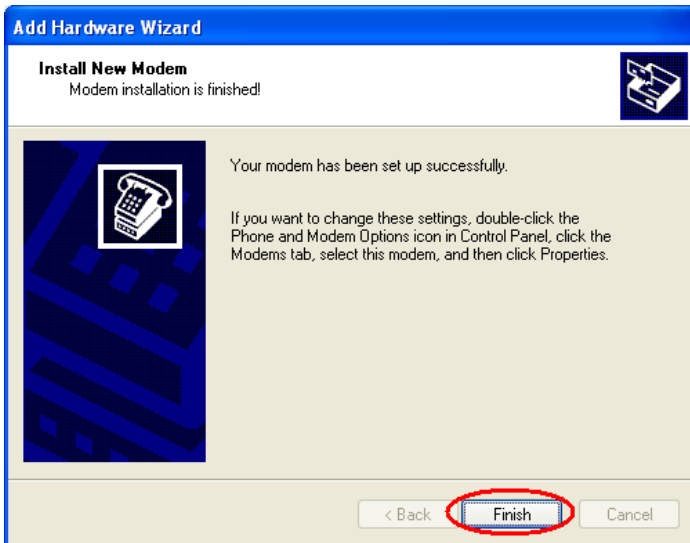 Add Hardware Wizard
Install New Modem
Modem installation is finished!
Your modem has been set up successfully.
If you want to change these settings, double-click the
Phone and Modem Options icon in Control Panel, click the
Modems tab, select this modem, and then click Properties.
< Back Finish Cancel